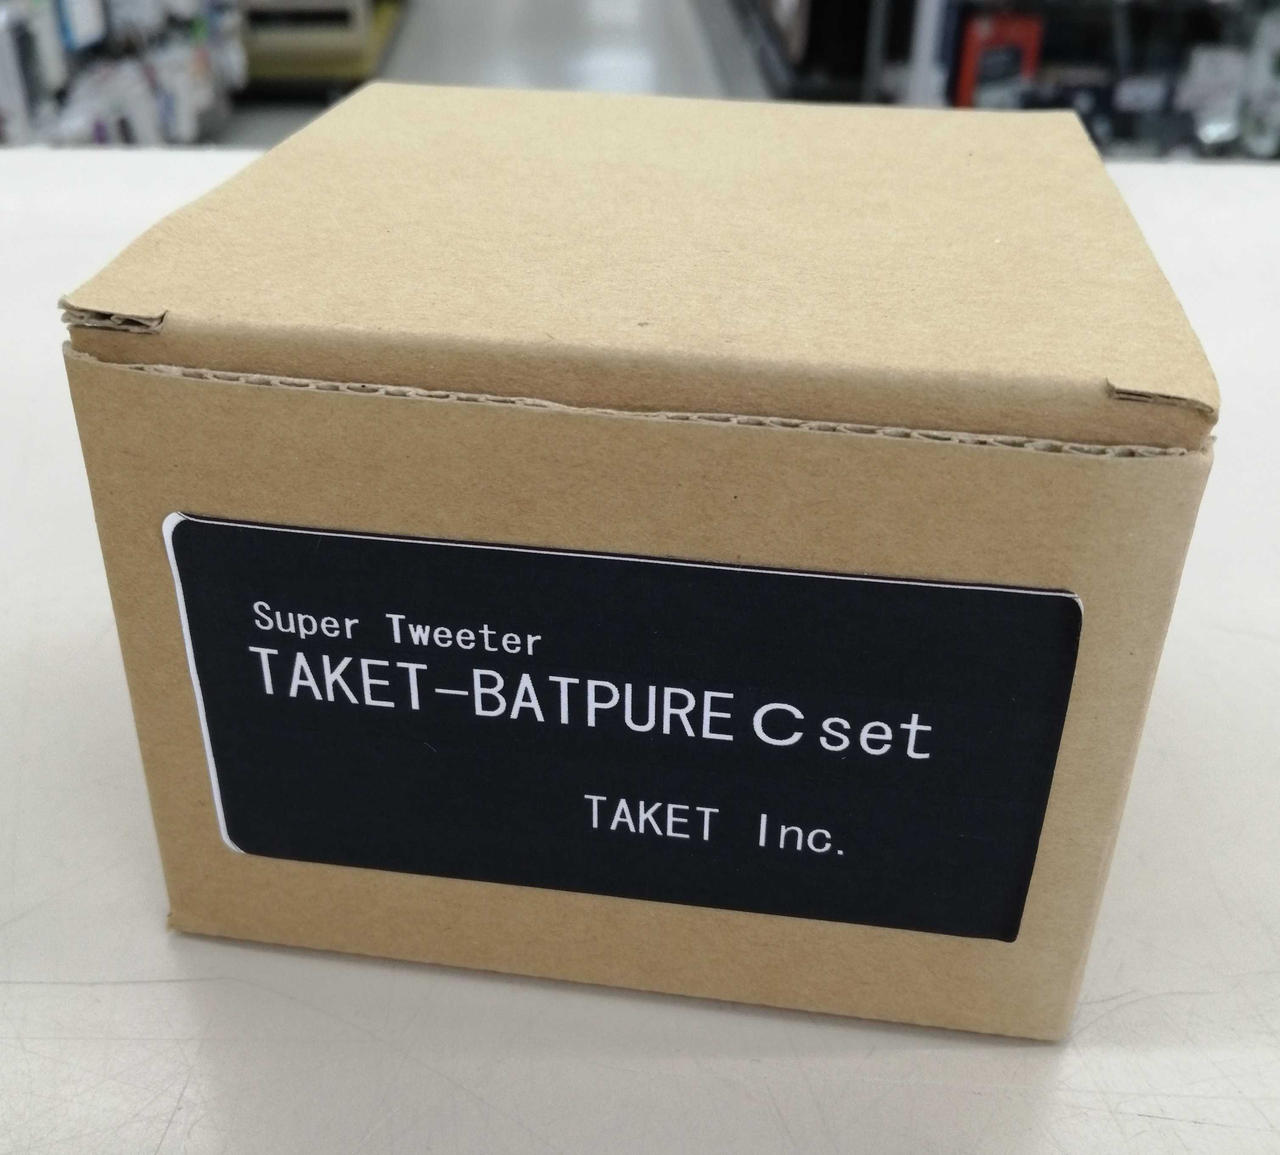 Super Tweeter
TAKET-BATPURE C set
TAKET Inc.